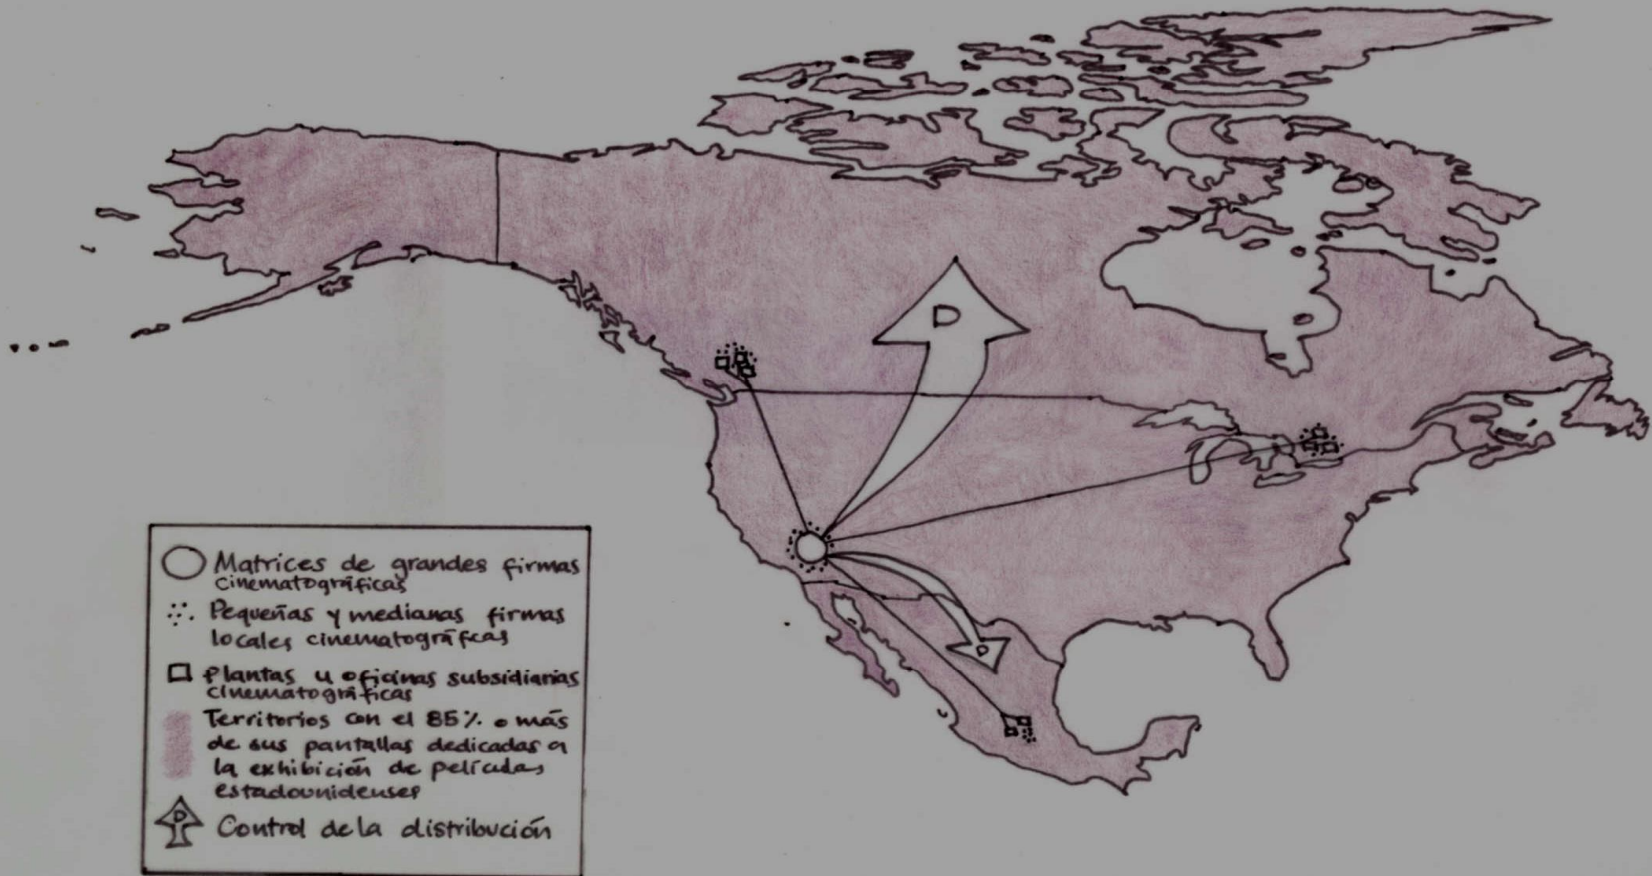 D
D
Matrices de grandes firmas
cinematográficas
Pequeñas y medianas firmas
locales cinematográfcas
Plantas u oficinas subsidiarias
cinematográficas
Territorios con el 85% o más
de sus pantallas dedicadas a
la exhibición de películas
estadounidenses
D
Control de la distribución